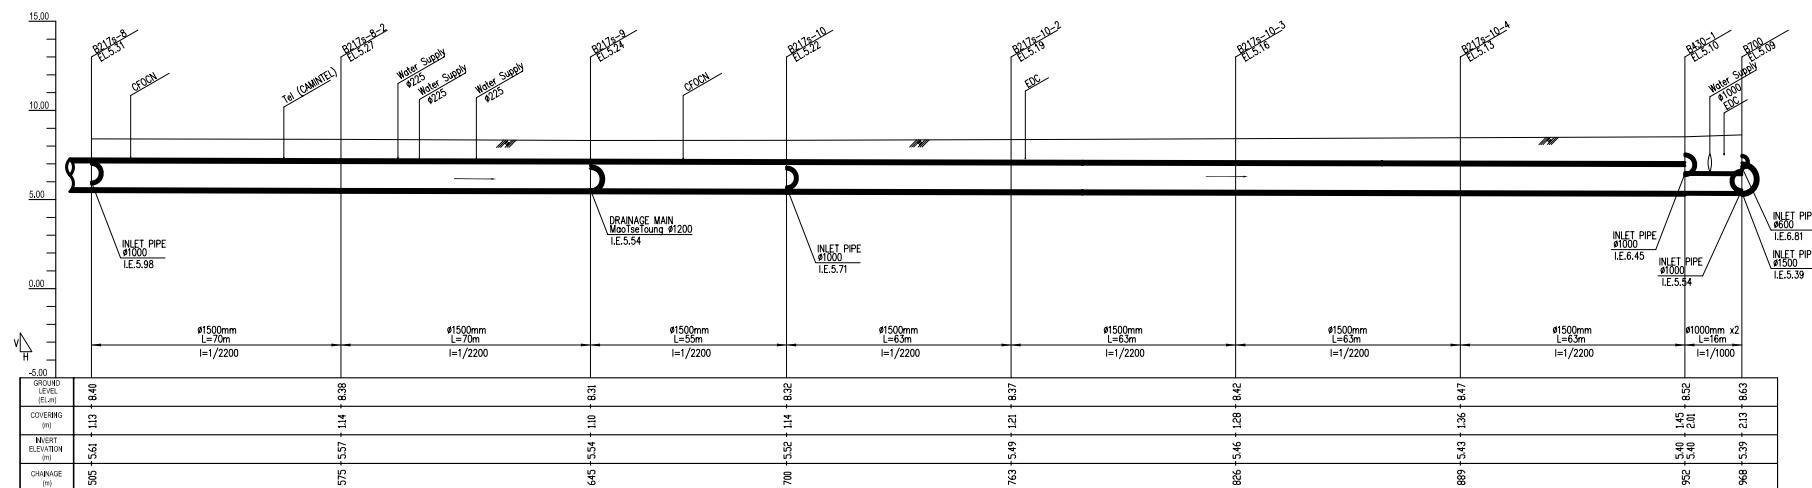 15.00
10.00
5.00
0.00
-5.00
V
H
B217s-8
EL.5.31
CFOCN
Tel (CAMINTEL)
B217s-8-2
EL.5.27
Water Supply
ø225
Water Supply
ø225
Water Supply
ø225
B217s-9
EL.5.24
CFOCN
B217s-10
EL.5.22
B217s-10-2
EL.5.19
EDC
B217s-10-3
EL.5.16
B217s-10-4
EL.5.13
B430-1
EL.5.10
Water Supply
ø1000
EDC
B700
EL.5.09
INLET PIPE
ø1000
I.E.5.98
DRAINAGE MAIN
MaoTseToung ø1200
I.E.5.54
INLET PIPE
ø1000
I.E.5.71
INLET PIPE
ø1000
I.E.6.45
INLET PIPE
ø1000
I.E.5.54
INLET PIP
ø600
I.E.6.81
INLET PIP
ø1500
I.E.5.39
ø1500mm
L=70m
I=1/2200
ø1500mm
L=70m
I=1/2200
ø1500mm
L=55m
I=1/2200
ø1500mm
L=63m
I=1/2200
ø1500mm
L=63m
I=1/2200
ø1500mm
L=63m
I=1/2200
ø1500mm
L=63m
I=1/2200
ø1000mm x2
L=16m
I=1/1000
GROUND
LEVEL
(EL.m)
8.40 8.38 8.31 8.32 8.37 8.42 8.47 8.52 8.63
COVERING
(m)
1.13 1.14 1.10 1.14 1.21 1.28 1.36 1.45 2.01 2.13
INVERT
ELEVATION
(m)
5.61 5.57 5.54 5.52 5.49 5.46 5.43 5.40 5.40 5.39
CHAINAGE
(m)
505 575 645 700 763 826 889 952 968